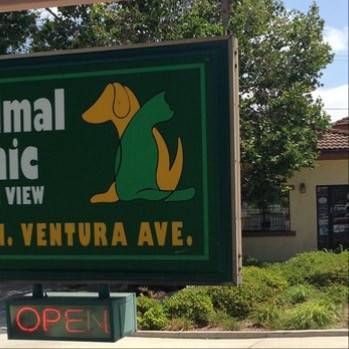 imal
nic
VIEW
N. VENTURA AVE.
OPEN